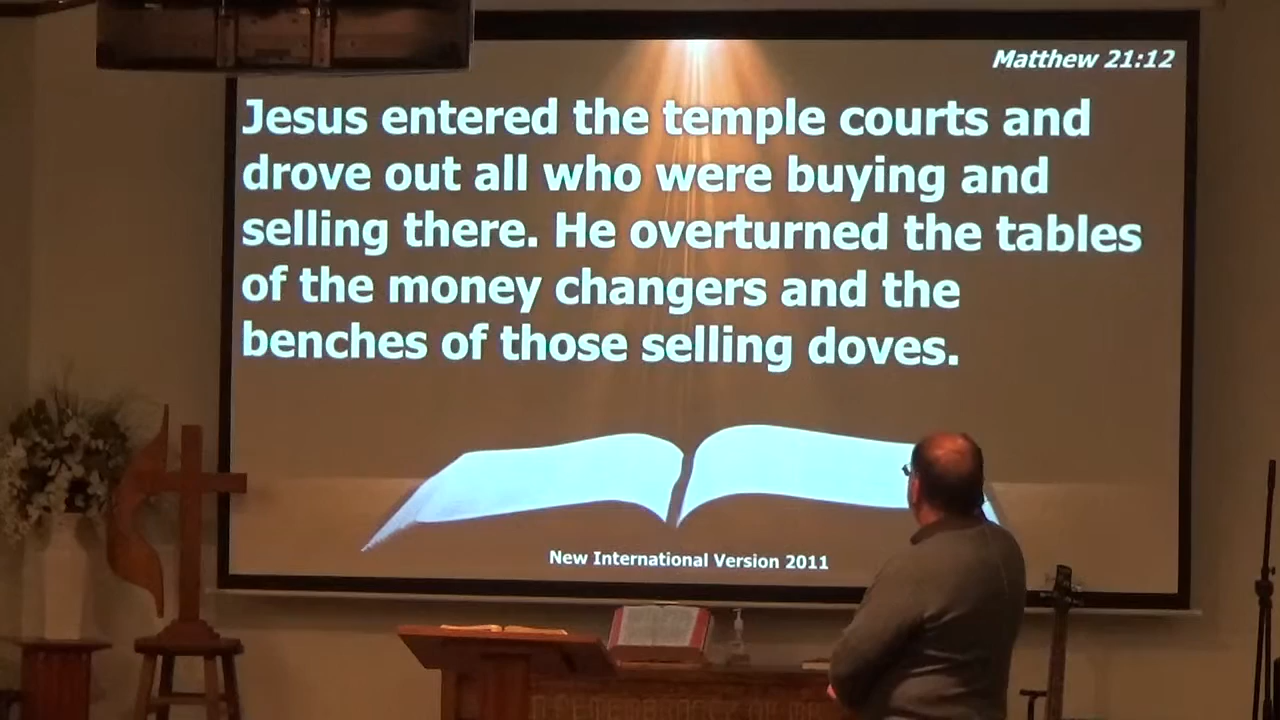 Matthew 21:12
Jesus entered the temple courts and
drove out all who were buying and
selling there. He overturned the tables
of the money changers and the
benches of those selling doves.
New International Version 2011